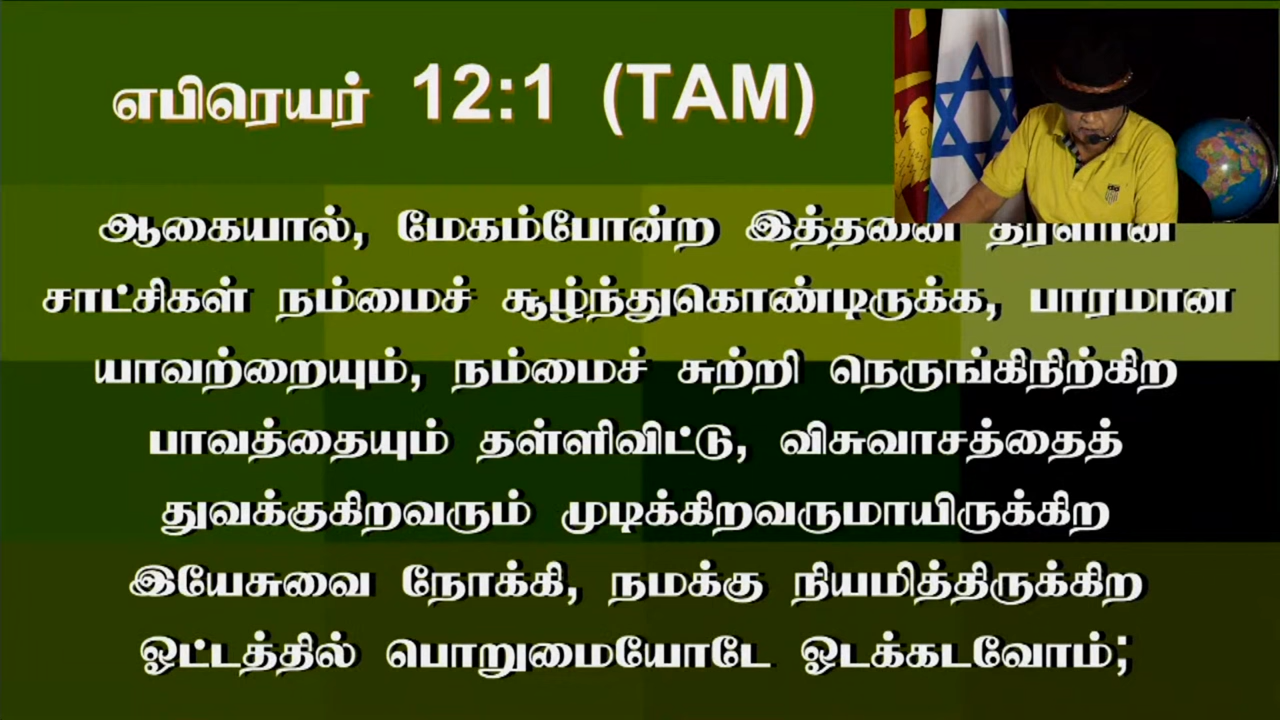 எபிரெயர் 12:1 (TAM)
ஆகையால், மேகம்போன்ற இத்தனை திரளான
சாட்சிகள் நம்மைச் சூழ்ந்துகொண்டிருக்க, பாரமான
யாவற்றையும், நம்மைச் சுற்றி நெருங்கிநிற்கிற
பாவத்தையும் தள்ளிவிட்டு, விசுவாசத்தைத்
துவக்குகிறவரும் முடிக்கிறவருமாயிருக்கிற
இயேசுவை நோக்கி, நமக்கு நியமித்திருக்கிற
ஓட்டத்தில் பொறுமையோடே ஓடக்கடவோம்;